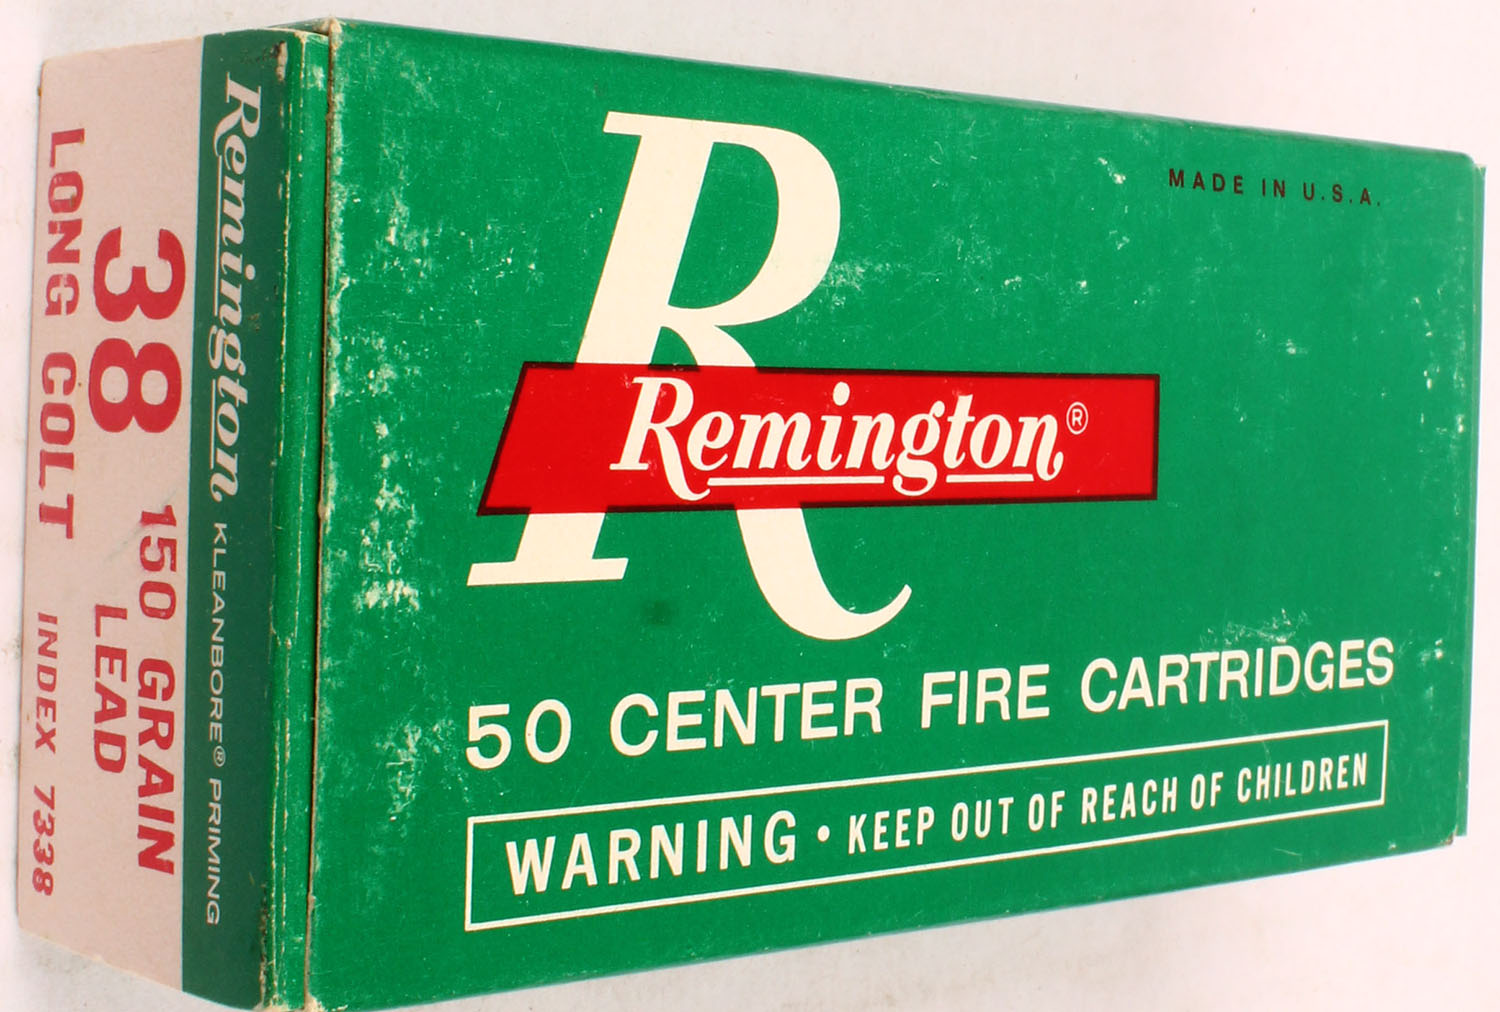 MADE IN U.S.A.
R
Remington®
50 CENTER FIRE CARTRIDGES
WARNING • KEEP OUT OF REACH OF CHILDREN
Remington KLEANBORE® PRIMING
38 150 GRAIN
LEAD
LONG COLT INDEX 7338